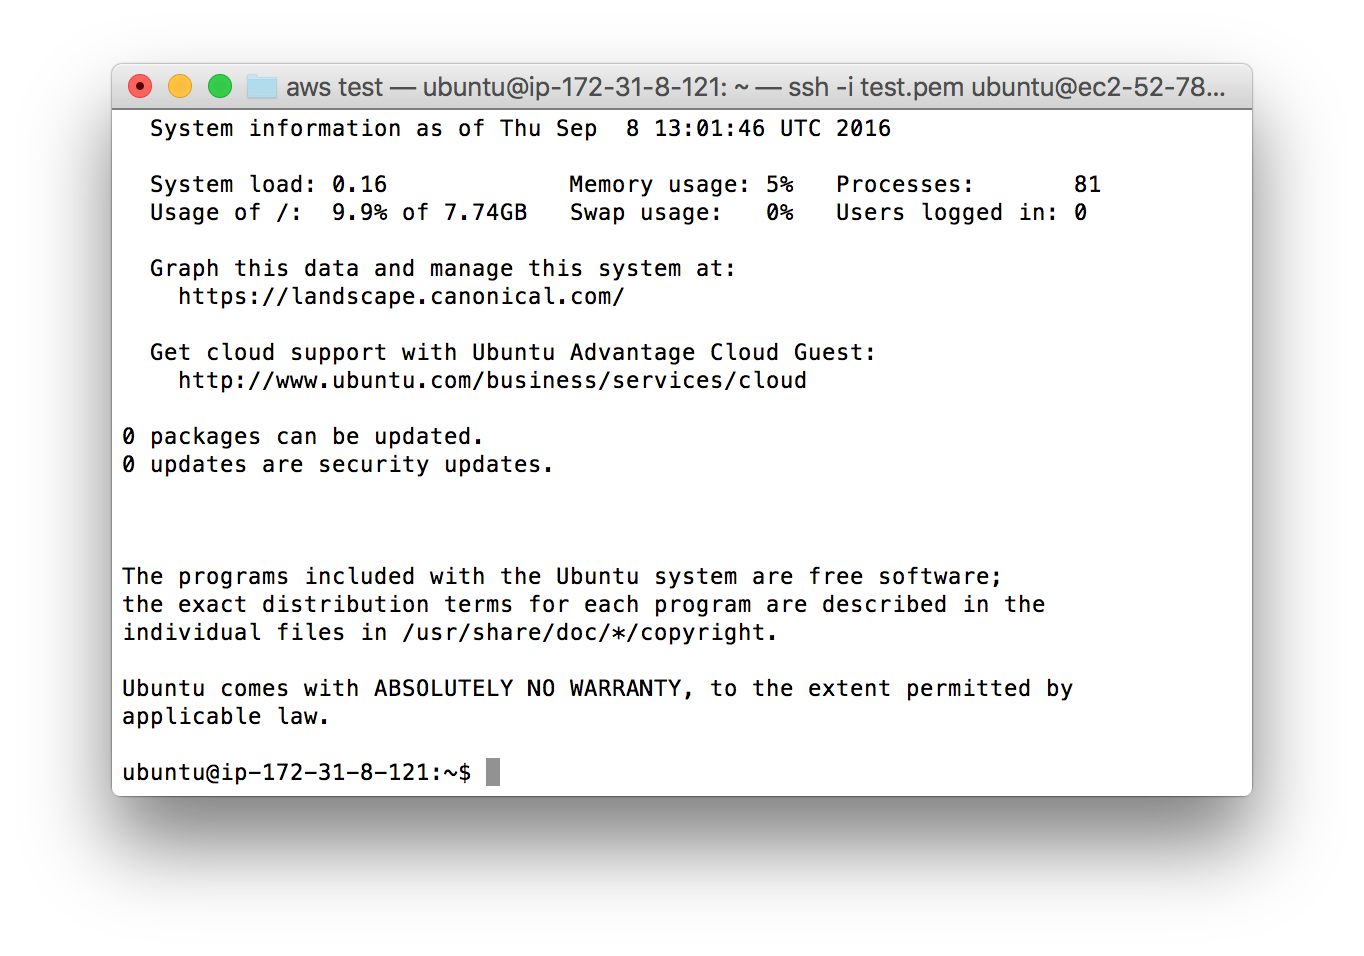 aws test — ubuntu@ip-172-31-8-121: ~ — ssh -i test.pem ubuntu@ec2-52-78...
System information as of Thu Sep  8 13:01:46 UTC 2016
System load: 0.16             Memory usage: 5%   Processes:       81
Usage of /:  9.9% of 7.74GB   Swap usage:   0%   Users logged in: 0
Graph this data and manage this system at:
https://landscape.canonical.com/
Get cloud support with Ubuntu Advantage Cloud Guest:
http://www.ubuntu.com/business/services/cloud
0 packages can be updated.
0 updates are security updates.
The programs included with the Ubuntu system are free software;
the exact distribution terms for each program are described in the
individual files in /usr/share/doc/*/copyright.
Ubuntu comes with ABSOLUTELY NO WARRANTY, to the extent permitted by
applicable law.
ubuntu@ip-172-31-8-121:~$